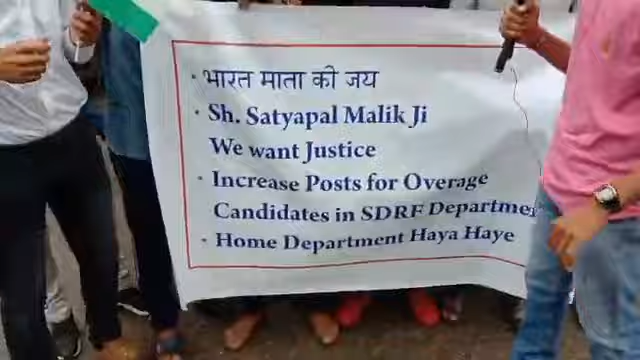 · भारत माता की जय
· Sh. Satyapal Malik Ji
We want Justice
· Increase Posts for Overage
Candidates in SDRF Departme
· Home Department Haya Haye